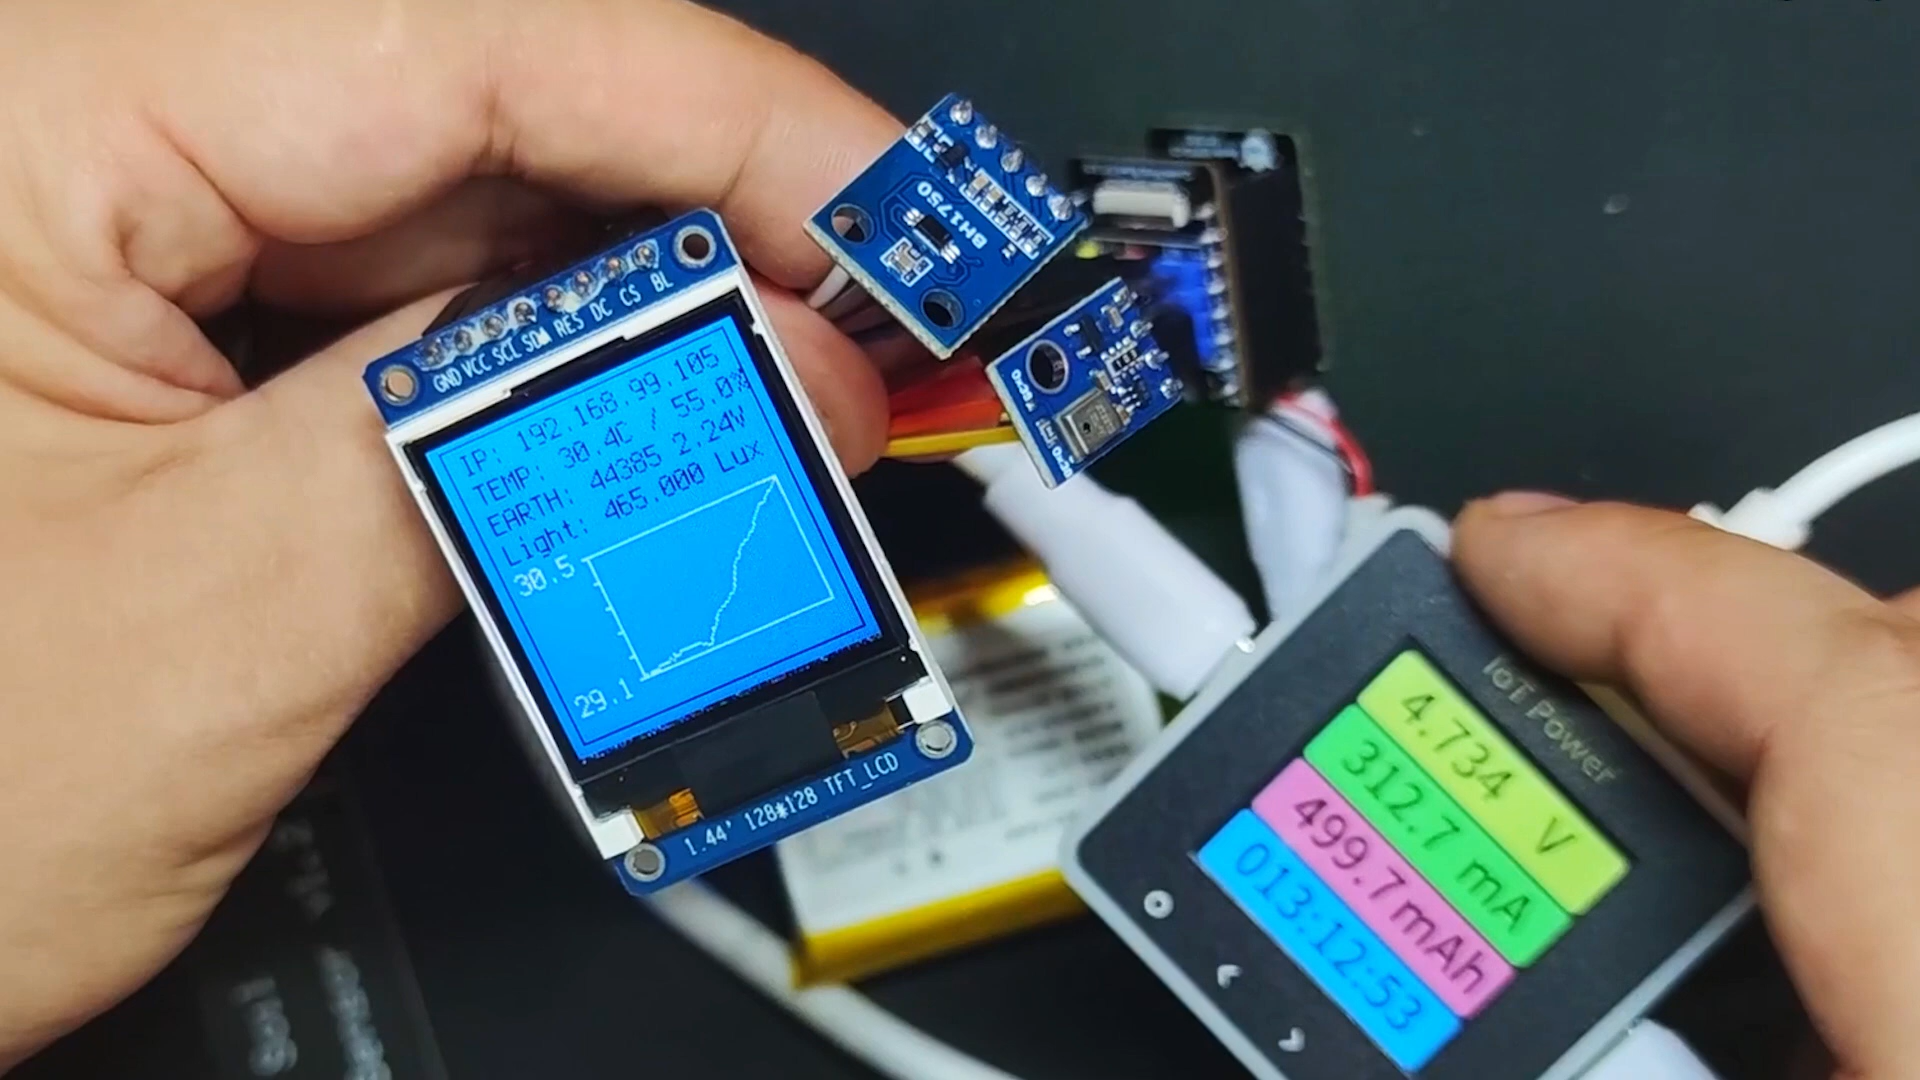 GND VCC SCL SDA RES DC CS BL
IP: 192.168.99.105
TEMP: 30.4C / 55.0%
EARTH: 44385 2.24V
Light: 465.000 Lux
30.5
29.1
1.44' 128*128 TFT_LCD
BH1750
IoT Power
4.734 V
312.7 mA
499.7 mAh
013:12:53